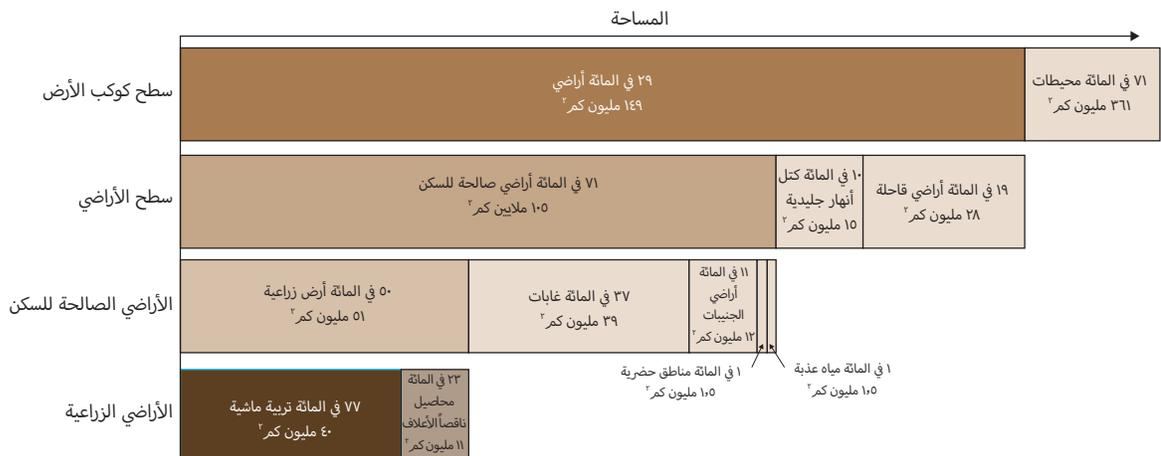 المساحة
سطح كوكب الأرض
٢٩ في المائة أراضي
١٤٩ مليون كم٢
٧١ في المائة محيطات
٣٦١ مليون كم٢
سطح الأراضي
٧١ في المائة أراضي صالحة للسكن
١٠٥ ملايين كم٢
١٠ في المائة كتل
أنهار جليدية
١٥ مليون كم٢
١٩ في المائة أراضي قاحلة
٢٨ مليون كم٢
الأراضي الصالحة للسكن
٥٠ في المائة أرض زراعية
٥١ مليون كم٢
٣٧ في المائة غابات
٣٩ مليون كم٢
١١ في المائة
أراضي
الجنيبات
١٢ مليون كم٢
١ في المائة مناطق حضرية
١,٥ مليون كم٢
١ في المائة مياه عذبة
١,٥ مليون كم٢
الأراضي الزراعية
٧٧ في المائة تربية ماشية
٤٠ مليون كم٢
٢٣ في المائة
محاصيل
ناقصاً الأعلاف
١١ مليون كم٢